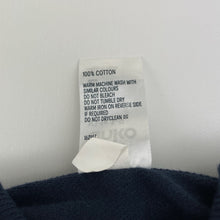 100% COTTON
WARM MACHINE WASH WITH
SIMILAR COLOURS
DO NOT BLEACH
DO NOT TUMBLE DRY
WARM IRON ON REVERSE SIDE
IF REQUIRED
DO NOT DRYCLEAN